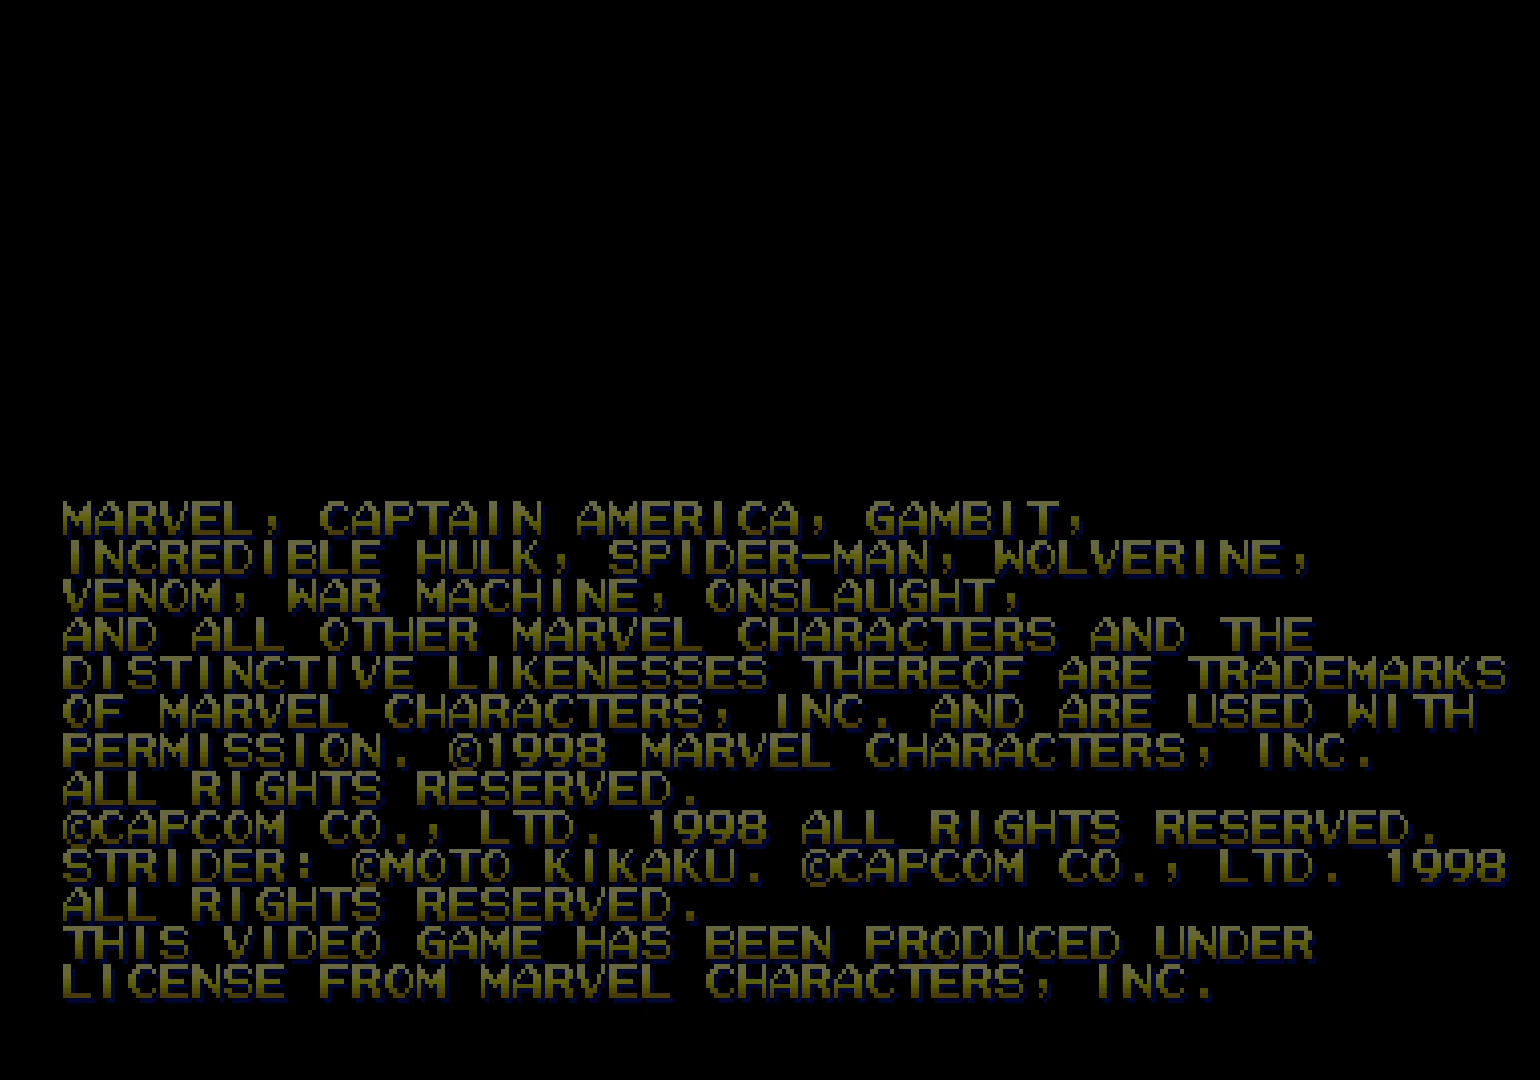 MARVEL, CAPTAIN AMERICA, GAMBIT,
INCREDIBLE HULK, SPIDER-MAN, WOLVERINE,
VENOM, WAR MACHINE, ONSLAUGHT,
AND ALL OTHER MARVEL CHARACTERS AND THE
DISTINCTIVE LIKENESSES THEREOF ARE TRADEMARKS
OF MARVEL CHARACTERS, INC. AND ARE USED WITH
PERMISSION. ©1998 MARVEL CHARACTERS, INC.
ALL RIGHTS RESERVED.
©CAPCOM CO., LTD. 1998 ALL RIGHTS RESERVED.
STRIDER: ©MOTO KIKAKU. ©CAPCOM CO., LTD. 1998
ALL RIGHTS RESERVED.
THIS VIDEO GAME HAS BEEN PRODUCED UNDER
LICENSE FROM MARVEL CHARACTERS, INC.